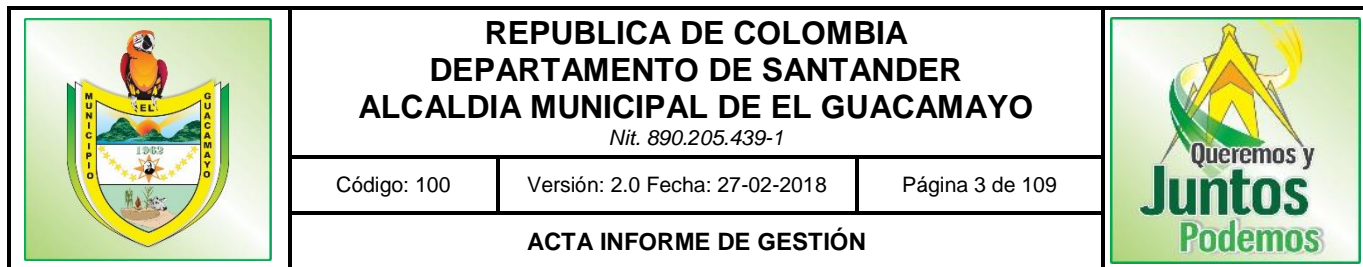 MUNICIPIO
EL
GUACAMAYO
1963
REPUBLICA DE COLOMBIA
DEPARTAMENTO DE SANTANDER
ALCALDIA MUNICIPAL DE EL GUACAMAYO
Nit. 890.205.439-1
Código: 100
Versión: 2.0 Fecha: 27-02-2018
Página 3 de 109
ACTA INFORME DE GESTIÓN
Queremos y
Juntos
Podemos